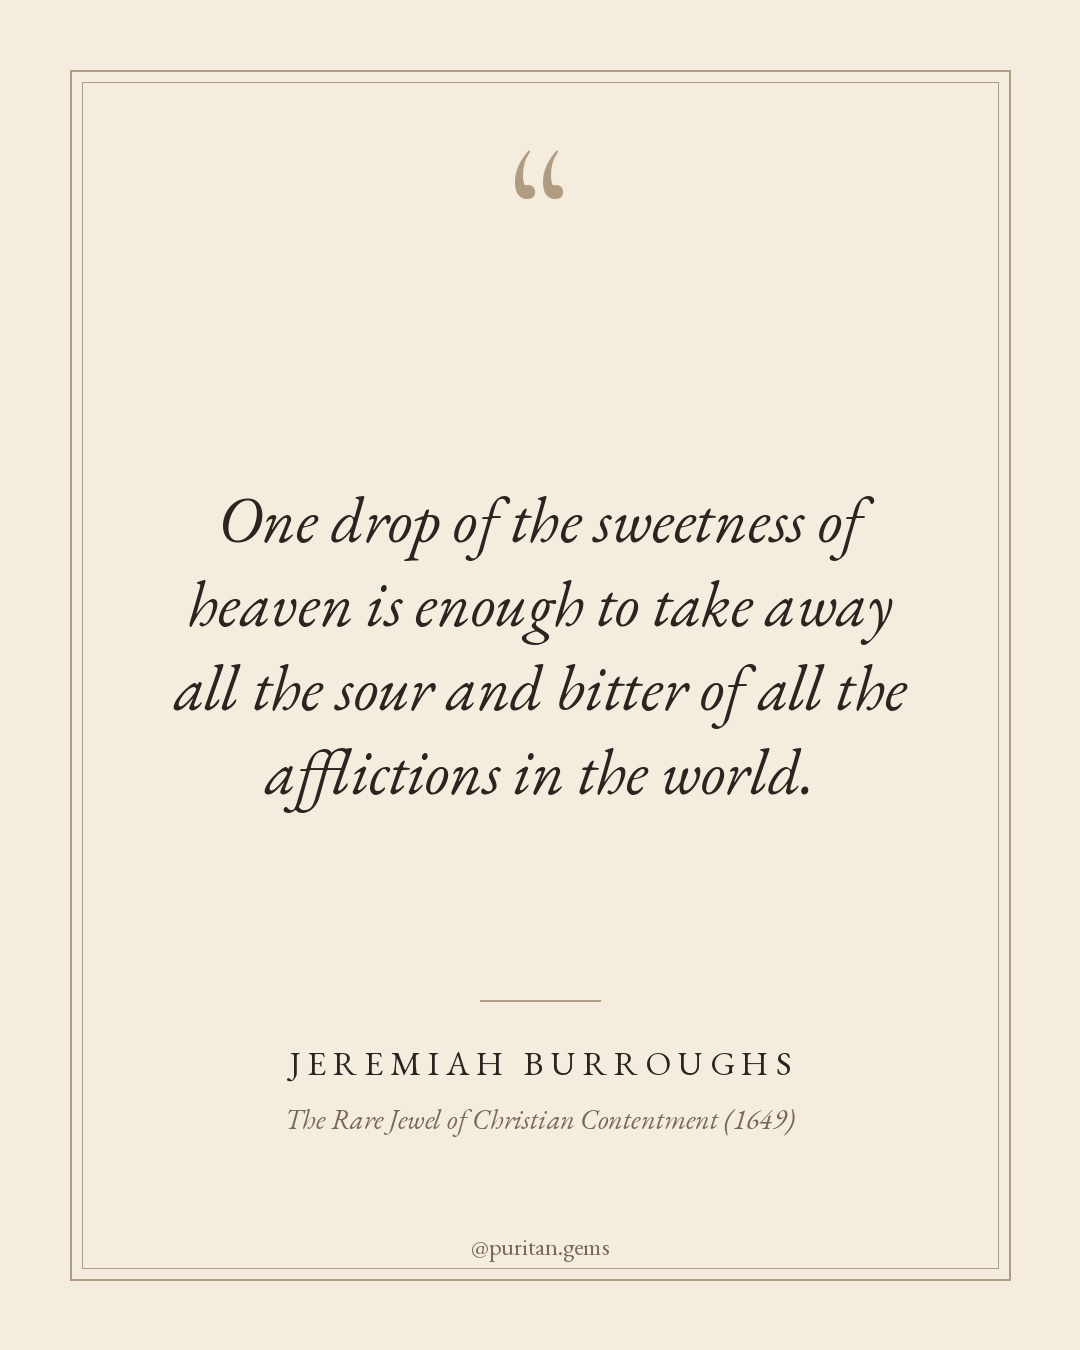 “
One drop of the sweetness of
heaven is enough to take away
all the sour and bitter of all the
afflictions in the world.
JEREMIAH BURROUGHS
The Rare Jewel of Christian Contentment (1649)
@puritan.gems